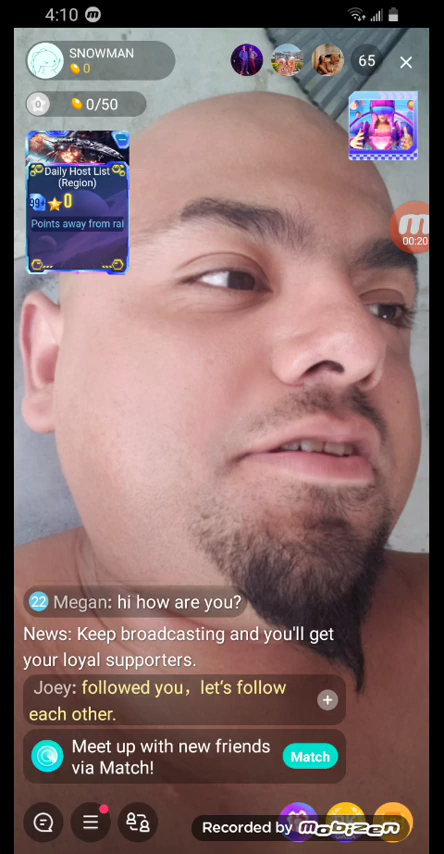 4:10
SNOWMAN
0
65
0/50
Daily Host List
(Region)
99+ 0
Points away from rai
00:20
22 Megan: hi how are you?
News: Keep broadcasting and you'll get
your loyal supporters.
Joey: followed you，let's follow
each other.
Meet up with new friends
via Match!
Match
Recorded by mobizen